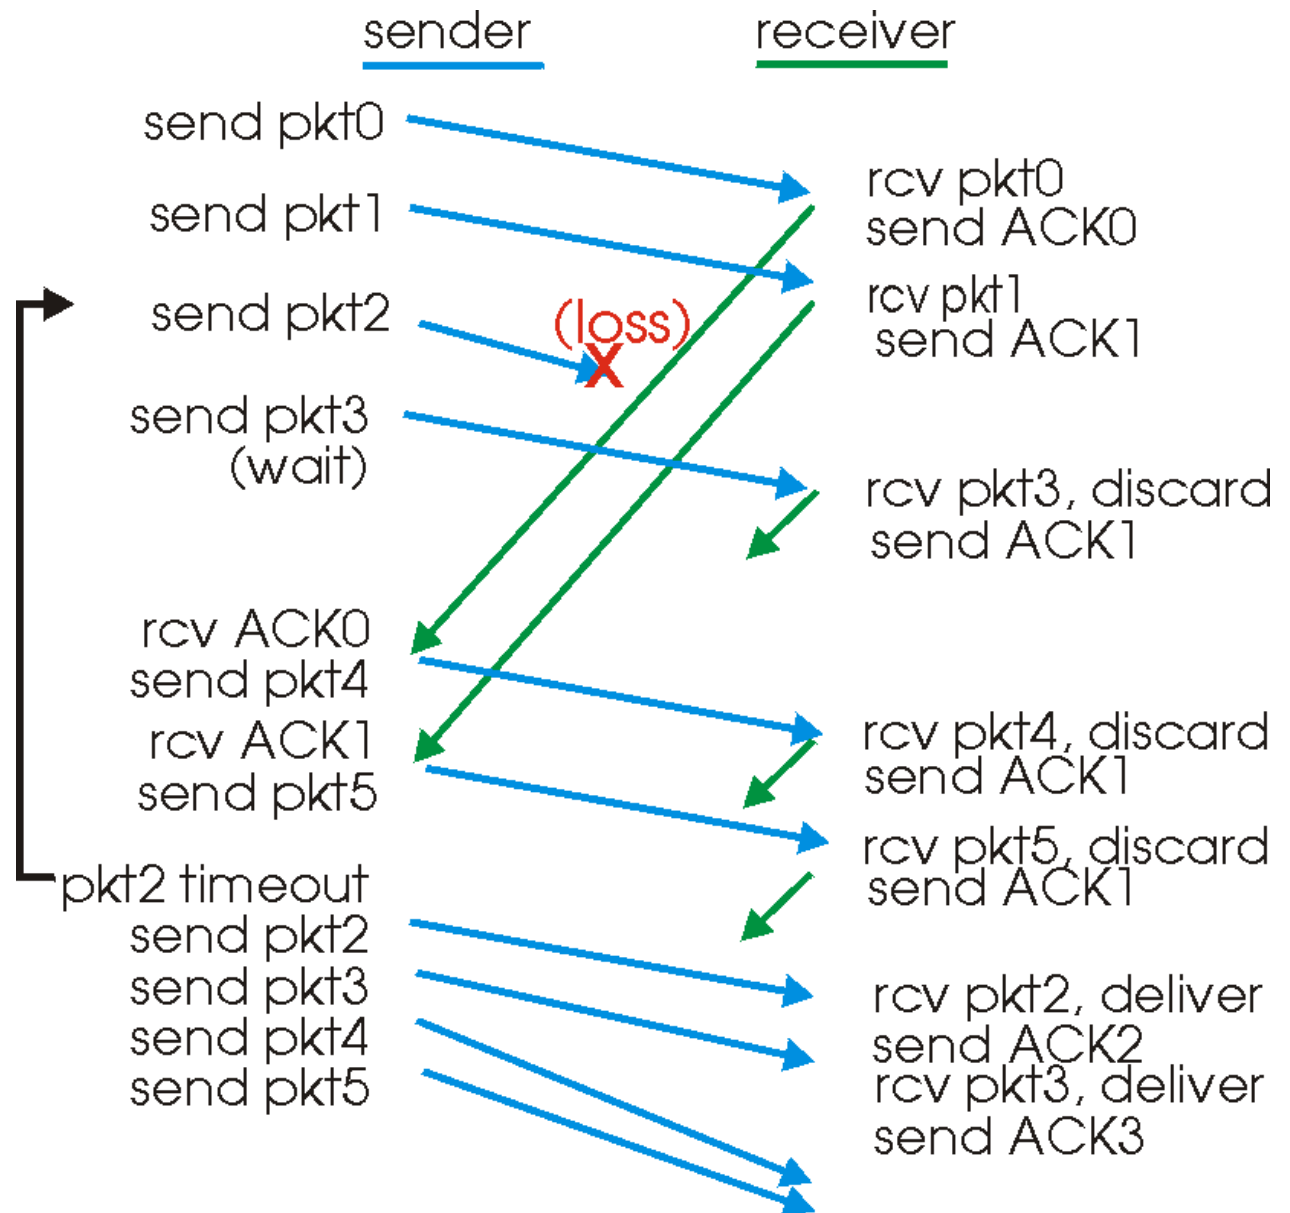 sender
receiver
send pkt0
rcv pkt0
send ACK0
send pkt1
rcv pkt1
send ACK1
send pkt2
(loss)
X
send pkt3
(wait)
rcv pkt3, discard
send ACK1
rcv ACK0
send pkt4
rcv ACK1
send pkt5
rcv pkt4, discard
send ACK1
rcv pkt5, discard
send ACK1
pkt2 timeout
send pkt2
send pkt3
send pkt4
send pkt5
rcv pkt2, deliver
send ACK2
rcv pkt3, deliver
send ACK3